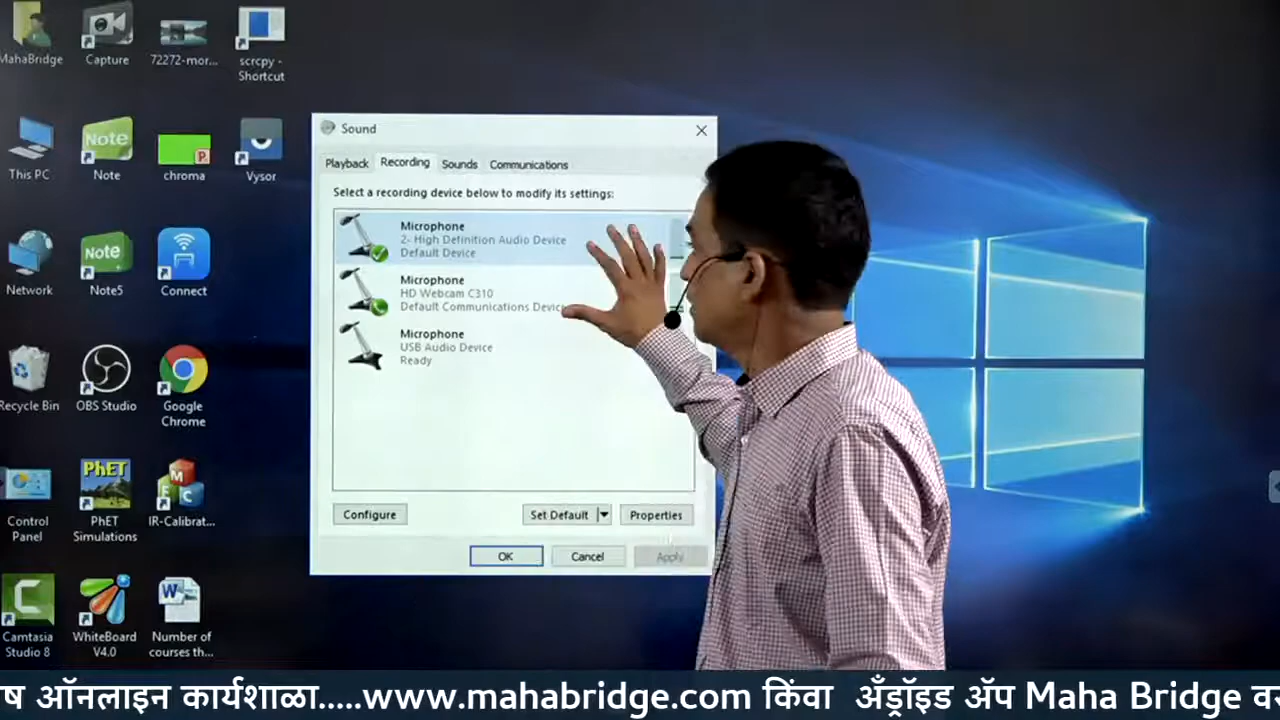 MahaBridge
Capture
72272-mor...
scrcpy -
Shortcut
This PC
Note
Note
chroma
Vysor
Network
Note
Note5
Connect
Recycle Bin
OBS Studio
Google
Chrome
Control
Panel
PhET
PhET
Simulations
IR-Calibrat...
Camtasia
Studio 8
WhiteBoard
V4.0
Number of
courses th...
Sound
Playback Recording Sounds Communications
Select a recording device below to modify its settings:
Microphone
2- High Definition Audio Device
Default Device
Microphone
HD Webcam C310
Default Communications Device
Microphone
USB Audio Device
Ready
Configure Set Default Properties
OK Cancel Apply
ष ऑनलाइन कार्यशाळा.....www.mahabridge.com किंवा अँड्रॉइड ॲप Maha Bridge वर